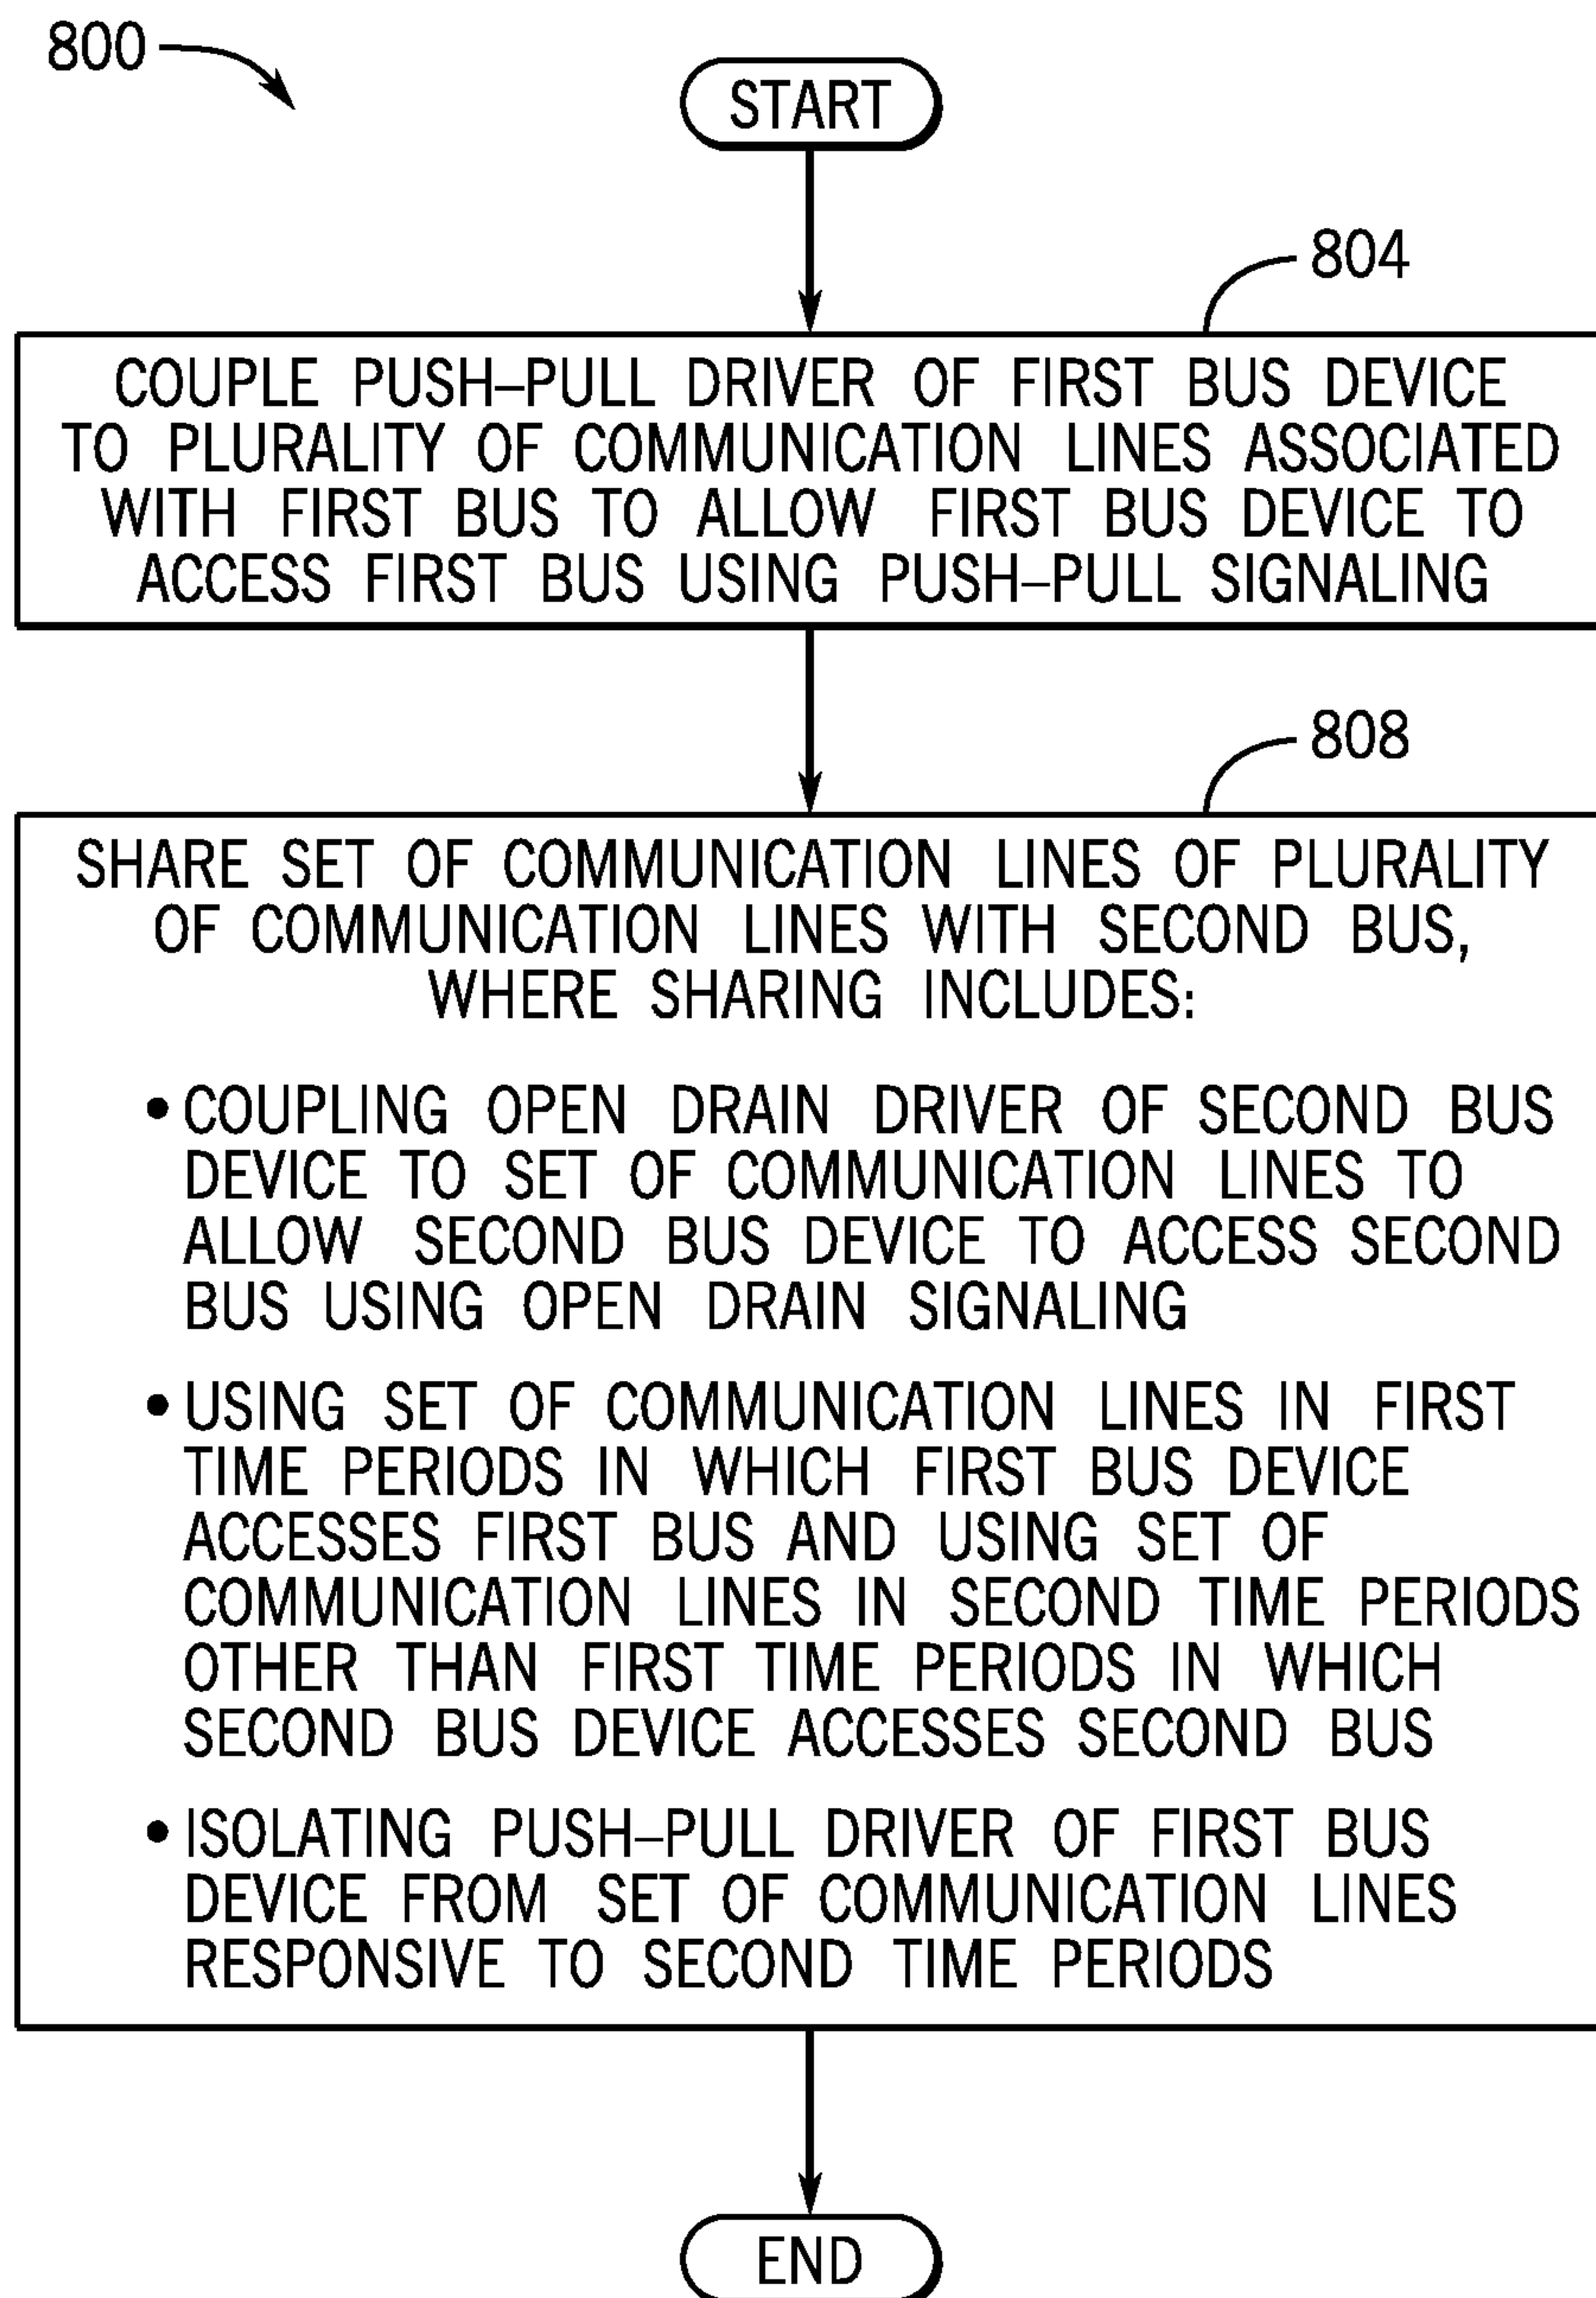 800
START
804
COUPLE PUSH–PULL DRIVER OF FIRST BUS DEVICE
TO PLURALITY OF COMMUNICATION LINES ASSOCIATED
WITH FIRST BUS TO ALLOW FIRST BUS DEVICE TO
ACCESS FIRST BUS USING PUSH–PULL SIGNALING
808
SHARE SET OF COMMUNICATION LINES OF PLURALITY
OF COMMUNICATION LINES WITH SECOND BUS,
WHERE SHARING INCLUDES:
• COUPLING OPEN DRAIN DRIVER OF SECOND BUS
DEVICE TO SET OF COMMUNICATION LINES TO
ALLOW SECOND BUS DEVICE TO ACCESS SECOND
BUS USING OPEN DRAIN SIGNALING
• USING SET OF COMMUNICATION LINES IN FIRST
TIME PERIODS IN WHICH FIRST BUS DEVICE
ACCESSES FIRST BUS AND USING SET OF
COMMUNICATION LINES IN SECOND TIME PERIODS
OTHER THAN FIRST TIME PERIODS IN WHICH
SECOND BUS DEVICE ACCESSES SECOND BUS
• ISOLATING PUSH–PULL DRIVER OF FIRST BUS
DEVICE FROM SET OF COMMUNICATION LINES
RESPONSIVE TO SECOND TIME PERIODS
END